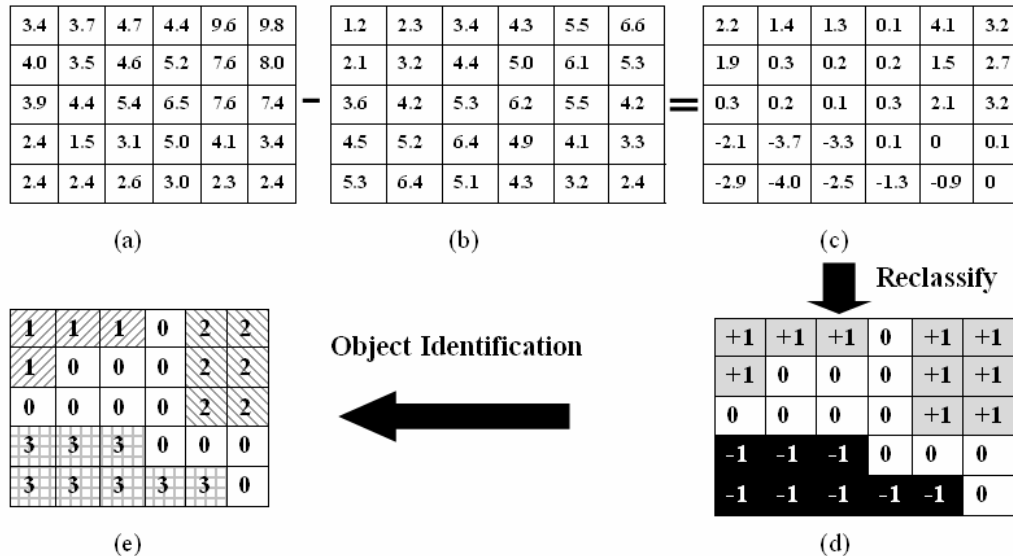 3.4 3.7 4.7 4.4 9.6 9.8 1.2 2.3 3.4 4.3 5.5 6.6 2.2 1.4 1.3 0.1 4.1 3.2
4.0 3.5 4.6 5.2 7.6 8.0 2.1 3.2 4.4 5.0 6.1 5.3 1.9 0.3 0.2 0.2 1.5 2.7
3.9 4.4 5.4 6.5 7.6 7.4 - 3.6 4.2 5.3 6.2 5.5 4.2 = 0.3 0.2 0.1 0.3 2.1 3.2
2.4 1.5 3.1 5.0 4.1 3.4 4.5 5.2 6.4 4.9 4.1 3.3 -2.1 -3.7 -3.3 0.1 0 0.1
2.4 2.4 2.6 3.0 2.3 2.4 5.3 6.4 5.1 4.3 3.2 2.4 -2.9 -4.0 -2.5 -1.3 -0.9 0
(a) (b) (c)
Reclassify
1 1 1 0 2 2
1 0 0 0 2 2
0 0 0 0 2 2
3 3 3 0 0 0
3 3 3 3 3 0
Object Identification
+1 +1 +1 0 +1 +1
+1 0 0 0 +1 +1
0 0 0 0 +1 +1
-1 -1 -1 0 0 0
-1 -1 -1 -1 -1 0
(e) (d)